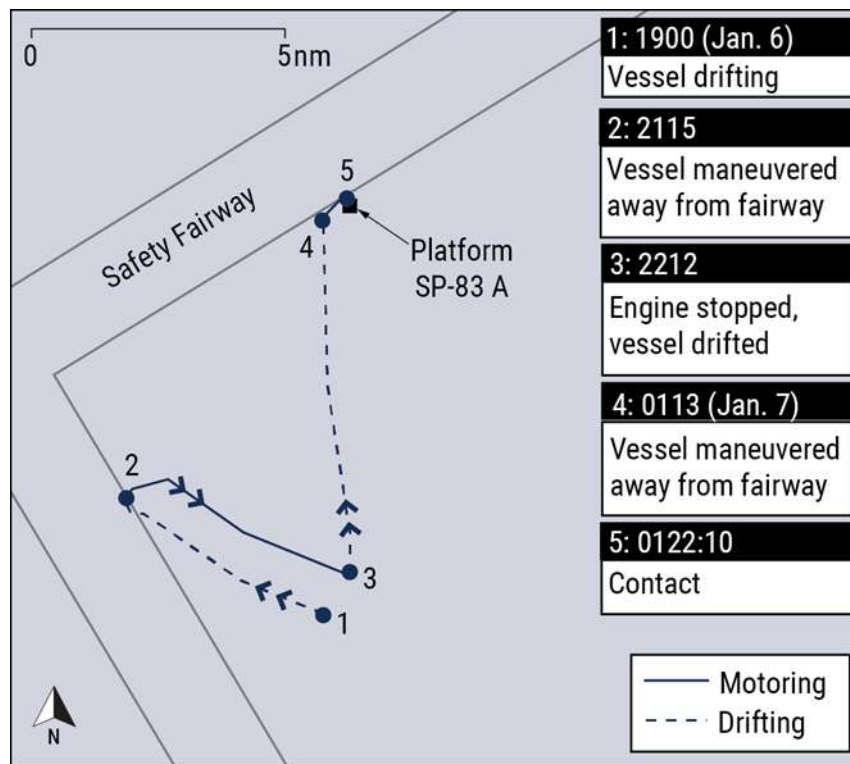 0
5nm
Safety Fairway
5
4
Platform
SP-83 A
2
3
1
N
1: 1900 (Jan. 6)
Vessel drifting
2: 2115
Vessel maneuvered
away from fairway
3: 2212
Engine stopped,
vessel drifted
4: 0113 (Jan. 7)
Vessel maneuvered
away from fairway
5: 0122:10
Contact
Motoring
Drifting